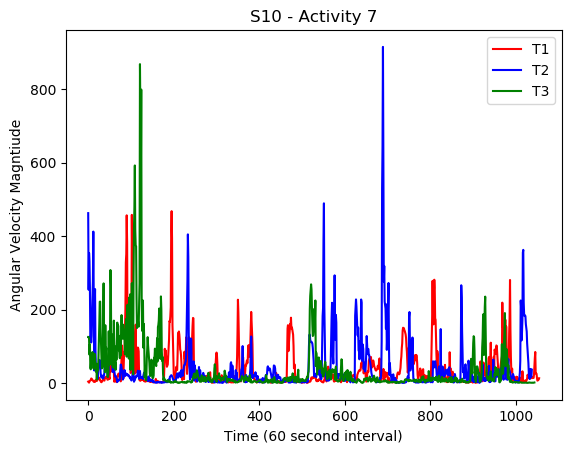 S10 - Activity 7
T1
T2
T3
Angular Velocity Magntiude
800
600
400
200
0
0 200 400 600 800 1000
Time (60 second interval)